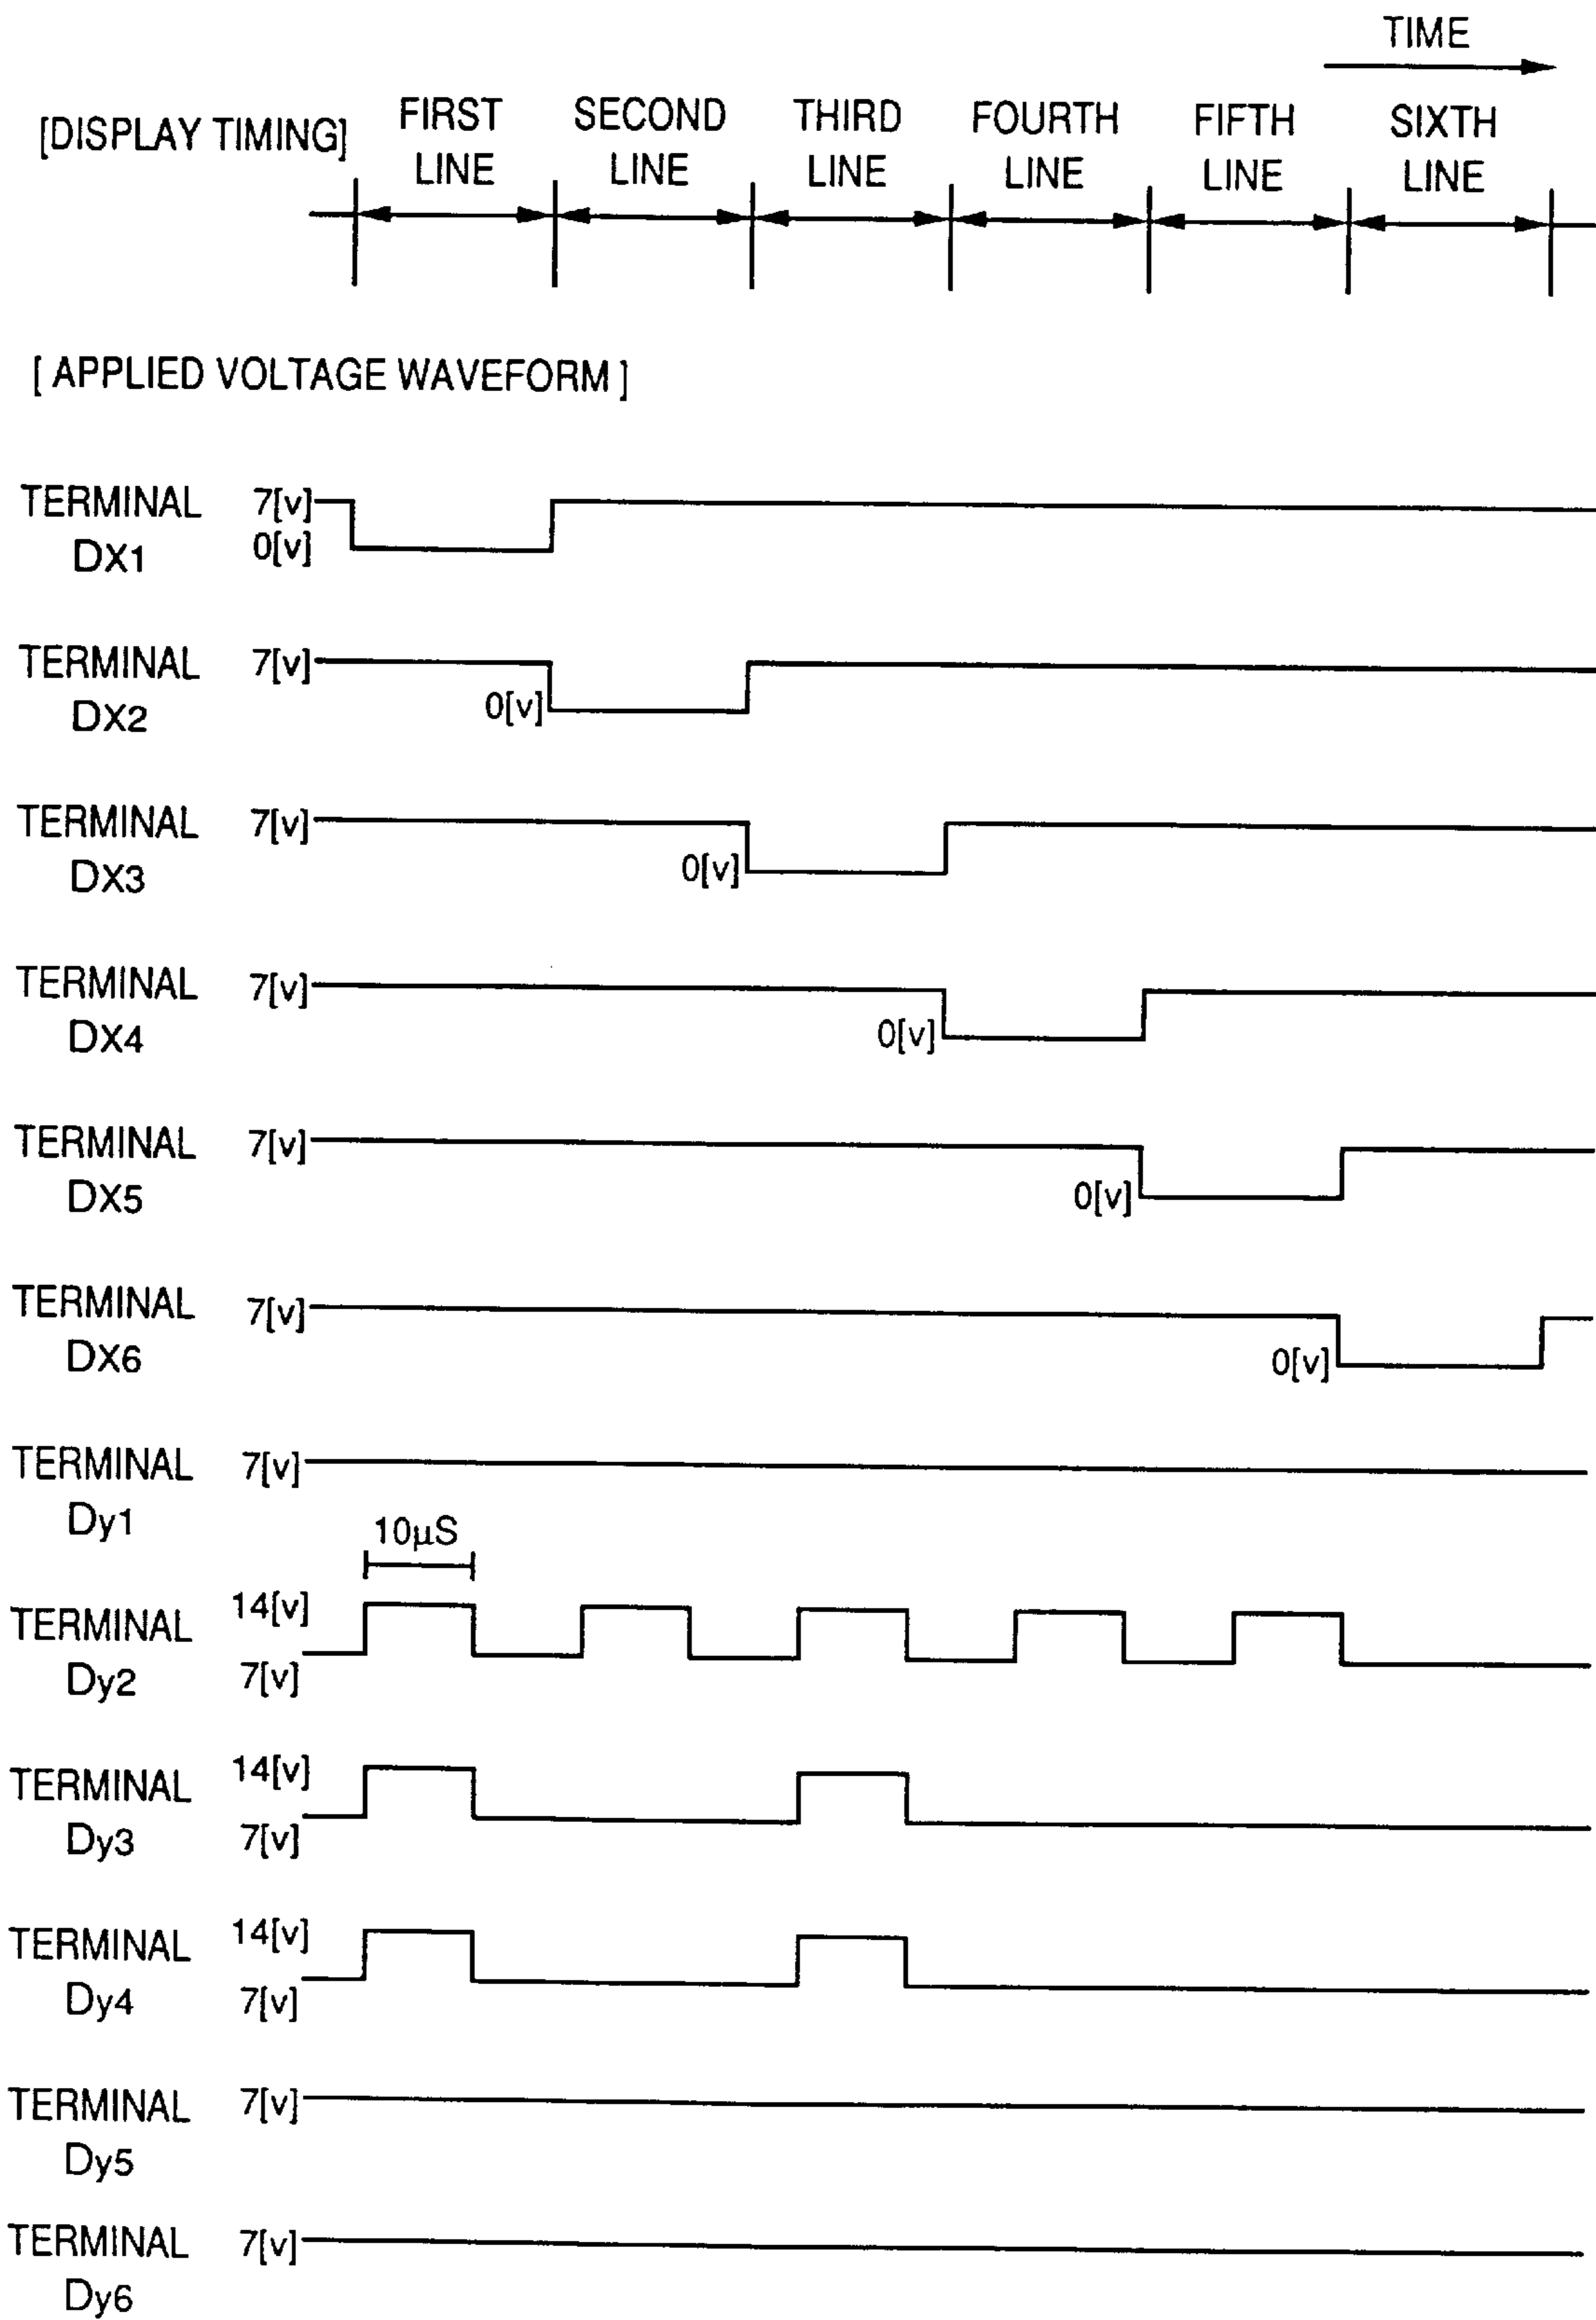 TIME
[DISPLAY TIMING]
FIRST LINE
SECOND LINE
THIRD LINE
FOURTH LINE
FIFTH LINE
SIXTH LINE
[ APPLIED VOLTAGE WAVEFORM ]
TERMINAL DX1
7[v]
0[v]
TERMINAL DX2
7[v]
0[v]
TERMINAL DX3
7[v]
0[v]
TERMINAL DX4
7[v]
0[v]
TERMINAL DX5
7[v]
0[v]
TERMINAL DX6
7[v]
0[v]
TERMINAL Dy1
7[v]
10µS
TERMINAL Dy2
14[v]
7[v]
TERMINAL Dy3
14[v]
7[v]
TERMINAL Dy4
14[v]
7[v]
TERMINAL Dy5
7[v]
TERMINAL Dy6
7[v]